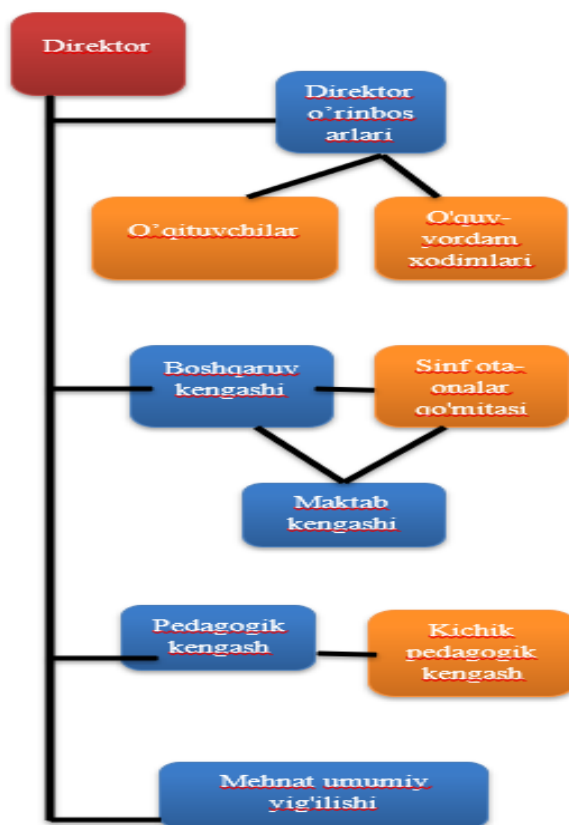 Direktor
Direktor
o’rinbos
arlari
O’qituvchilar
O'quv-
yordam
xodimlari
Boshqaruv
kengashi
Sinf ota-
onalar
qo'mitasi
Maktab
kengashi
Pedagogik
kengash
Kichik
pedagogik
kengash
Mehnat umumiy
yig'ilishi